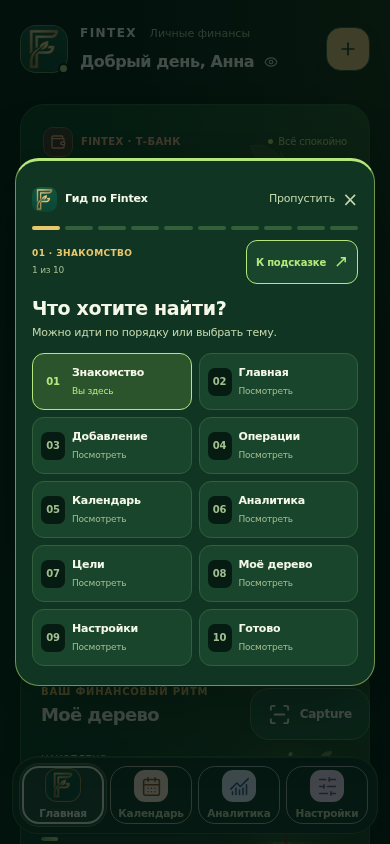 FINTEX Личные финансы
Добрый день, Анна
FINTEX · Т-БАНК
Всё спокойно
Гид по Fintex
Пропустить
01 · ЗНАКОМСТВО
1 из 10
К подсказке
Что хотите найти?
Можно идти по порядку или выбрать тему.
01 Знакомство
Вы здесь
02 Главная
Посмотреть
03 Добавление
Посмотреть
04 Операции
Посмотреть
05 Календарь
Посмотреть
06 Аналитика
Посмотреть
07 Цели
Посмотреть
08 Моё дерево
Посмотреть
09 Настройки
Посмотреть
10 Готово
Посмотреть
ВАШ ФИНАНСОВЫЙ РИТМ
Моё дерево
Capture
Главная
Календарь
Аналитика
Настройки